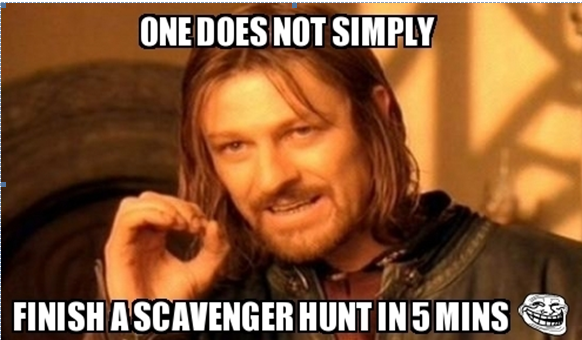 ONE DOES NOT SIMPLY
FINISH A SCAVENGER HUNT IN 5 MINS